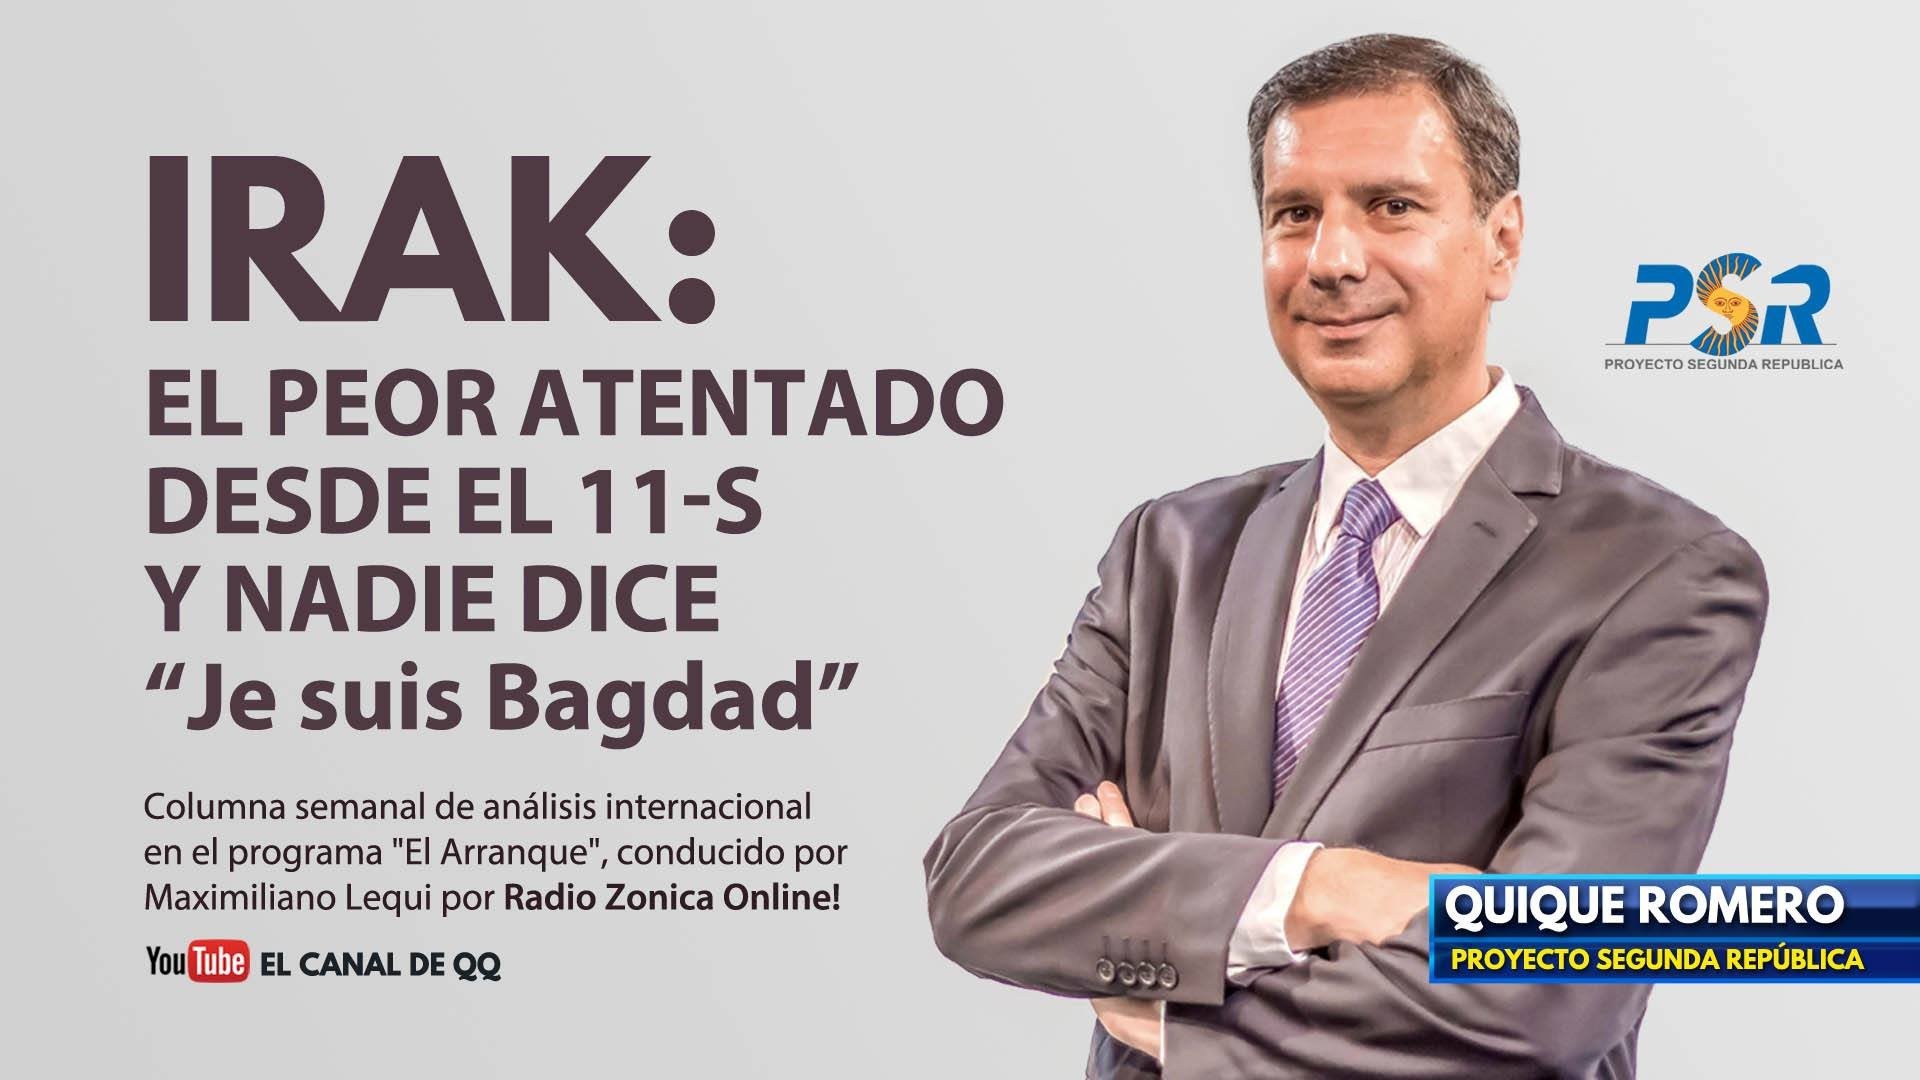 IRAK:
EL PEOR ATENTADO
DESDE EL 11-S
Y NADIE DICE
“Je suis Bagdad”
Columna semanal de análisis internacional
en el programa "El Arranque", conducido por
Maximiliano Lequi por Radio Zonica Online!
YouTube EL CANAL DE QQ
PSR
PROYECTO SEGUNDA REPUBLICA
QUIQUE ROMERO
PROYECTO SEGUNDA REPÚBLICA